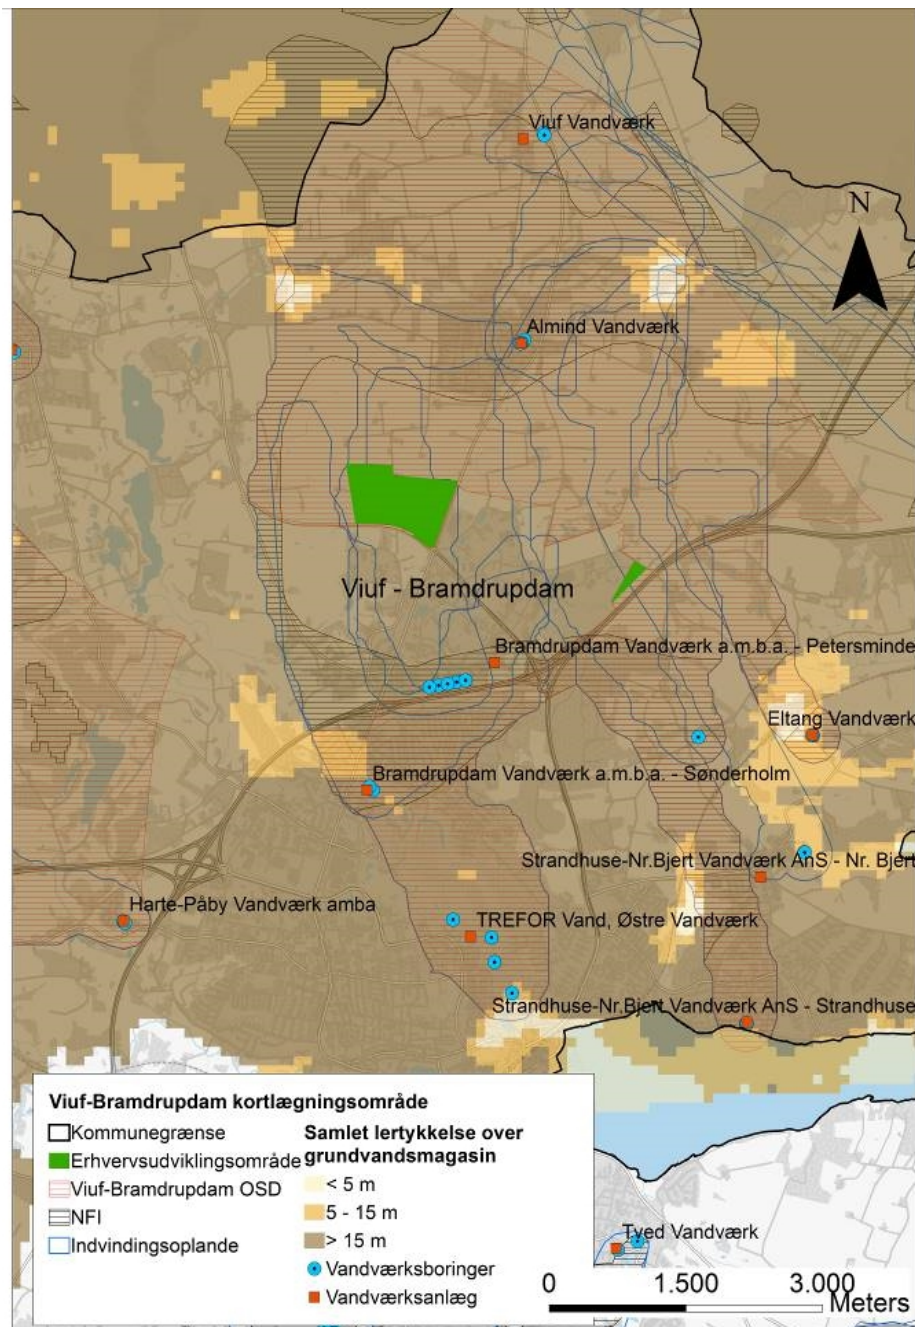 Viuf Vandværk
N
Almind Vandværk
Viuf - Bramdrupdam
Bramdrupdam Vandværk a.m.b.a. - Petersminde
Eltang Vandværk
Bramdrupdam Vandværk a.m.b.a. - Sønderholm
Strandhuse-Nr.Bjert Vandværk AnS - Nr. Bjert
Harte-Påby Vandværk amba
TREFOR Vand, Østre Vandværk
Strandhuse-Nr.Bjert Vandværk AnS - Strandhuse
Viuf-Bramdrupdam kortlægningsområde
Kommunegrænse
Erhvervsudviklingsområde
Viuf-Bramdrupdam OSD
NFI
Indvindingsoplande
Samlet lertykkelse over
grundvandsmagasin
< 5 m
5 - 15 m
> 15 m
Vandværksboringer
Vandværksanlæg
Tved Vandværk
0 1.500 3.000
Meters